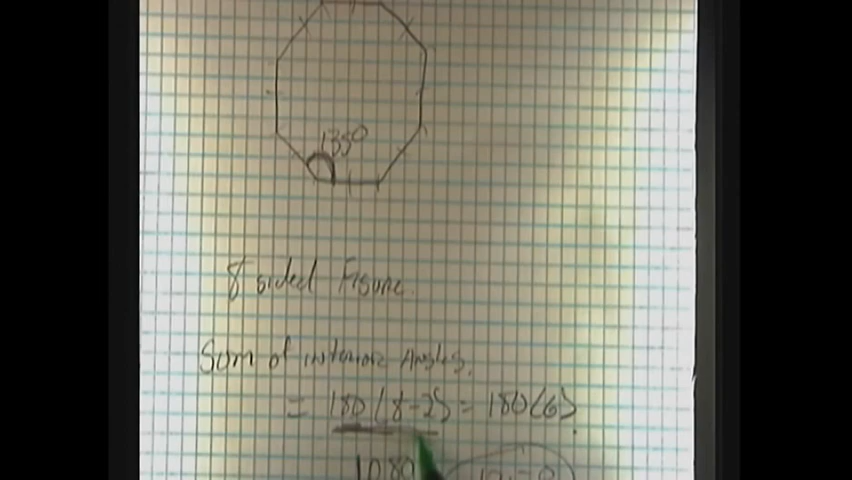 135°
8 sided Figure.
Sum of interior Angles.
= 180(8-2) = 180(6).
1080